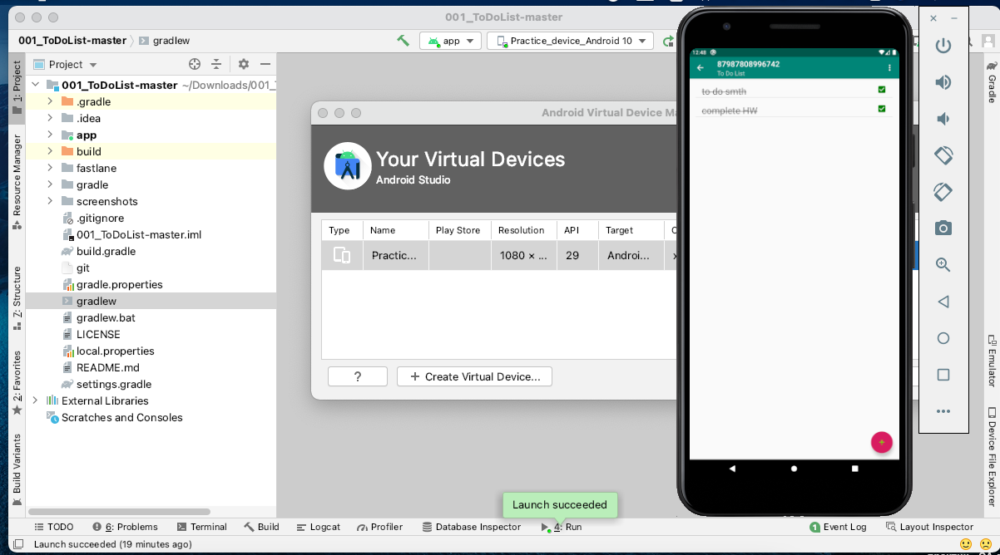 001_ToDoList-master
001_ToDoList-master
gradlew
app
Practice_device_Android 10
1: Project
Resource Manager
Z: Structure
2: Favorites
Build Variants
Project
001_ToDoList-master ~/Downloads/001_
.gradle
.idea
app
build
fastlane
gradle
screenshots
.gitignore
001_ToDoList-master.iml
build.gradle
git
gradle.properties
gradlew
gradlew.bat
LICENSE
local.properties
README.md
settings.gradle
External Libraries
Scratches and Consoles
Android Virtual Device Ma
Your Virtual Devices
Android Studio
Type Name Play Store Resolution API Target
Practic... 1080 × ... 29 Androi...
?
+ Create Virtual Device...
12:48
87987808996742
To Do List
to do smth
complete HW
+
Gradle
Emulator
Device File Explorer
Launch succeeded
TODO 6: Problems Terminal Build Logcat Profiler Database Inspector 4: Run 1 Event Log Layout Inspector
Launch succeeded (19 minutes ago)